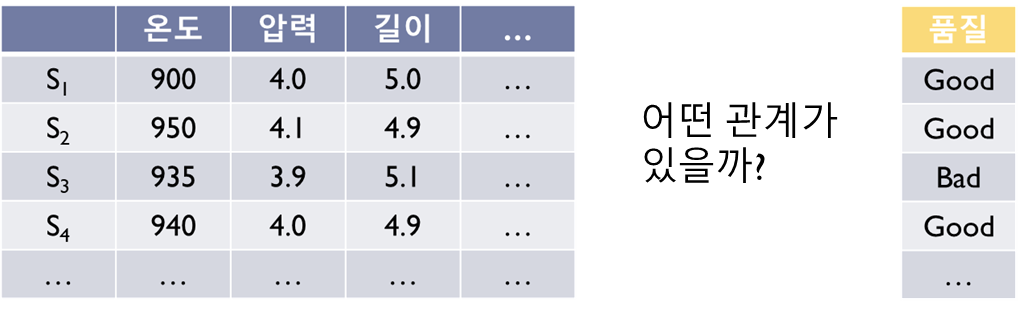 온도 압력 길이 … 품질
S1 900 4.0 5.0 … Good
S2 950 4.1 4.9 … Good
어떤 관계가
있을까?
S3 935 3.9 5.1 … Bad
S4 940 4.0 4.9 … Good
… … … … … …